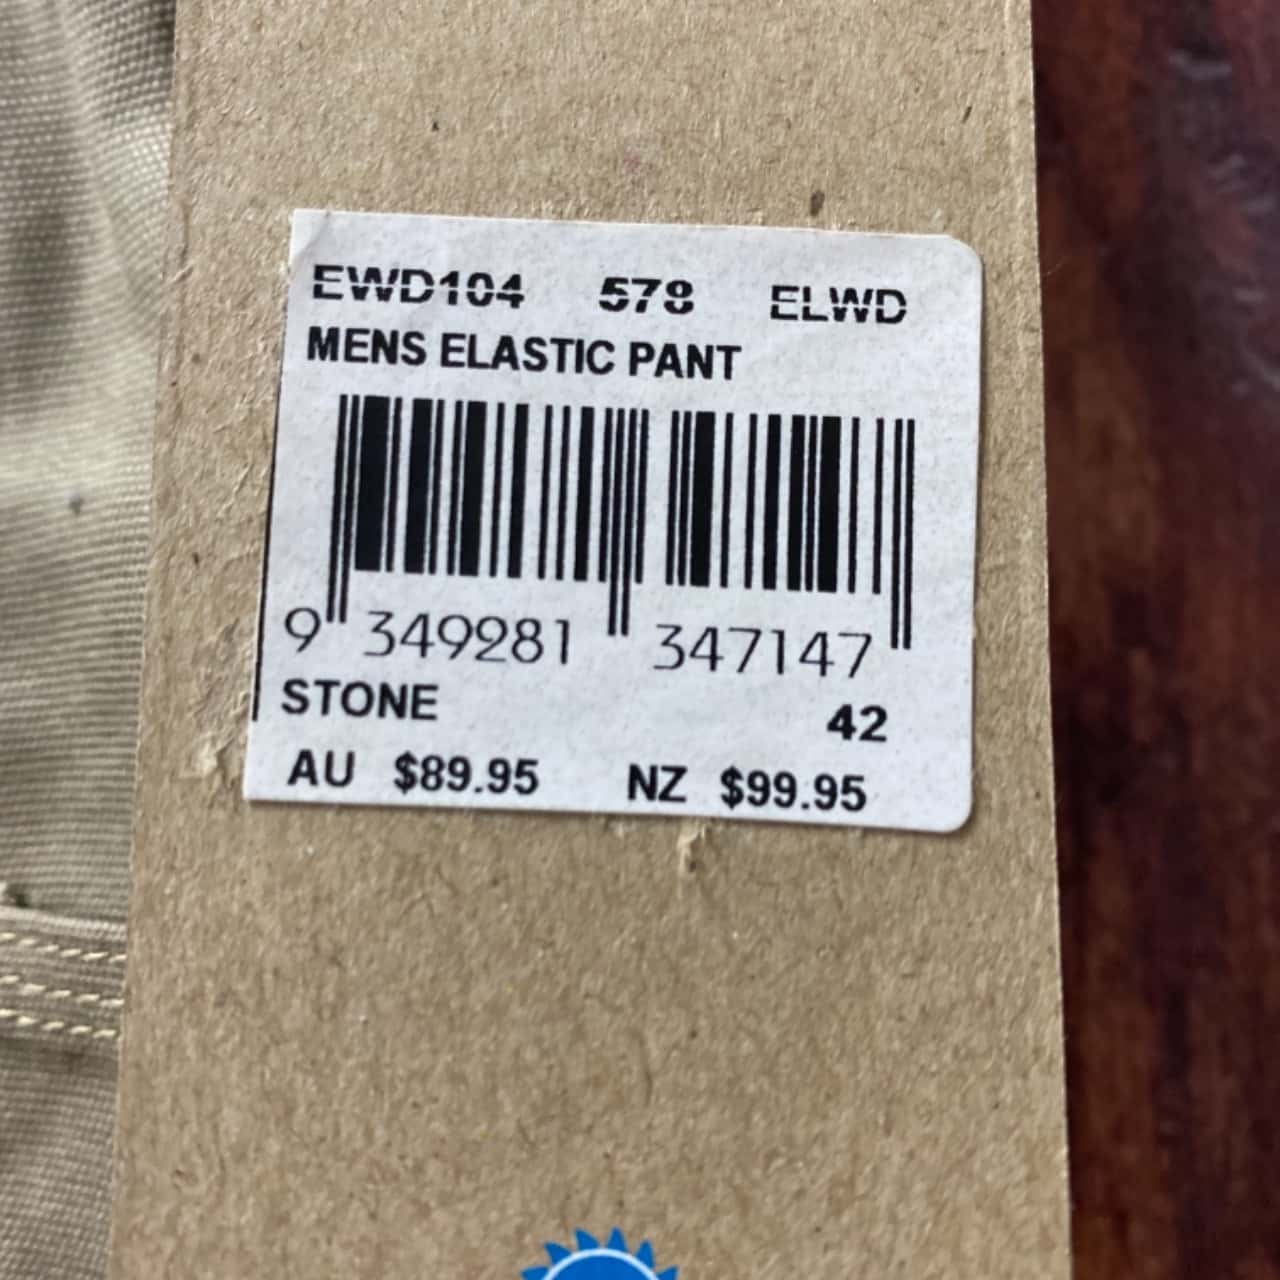 EWD104 578 ELWD
MENS ELASTIC PANT
9 349281 347147
STONE 42
AU $89.95 NZ $99.95